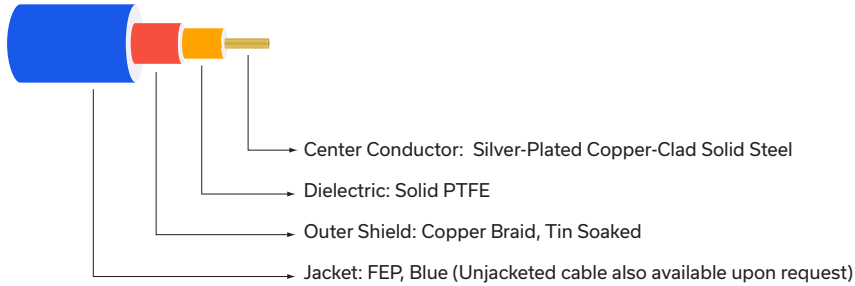 Center Conductor: Silver-Plated Copper-Clad Solid Steel
Dielectric: Solid PTFE
Outer Shield: Copper Braid, Tin Soaked
Jacket: FEP, Blue (Unjacketed cable also available upon request)